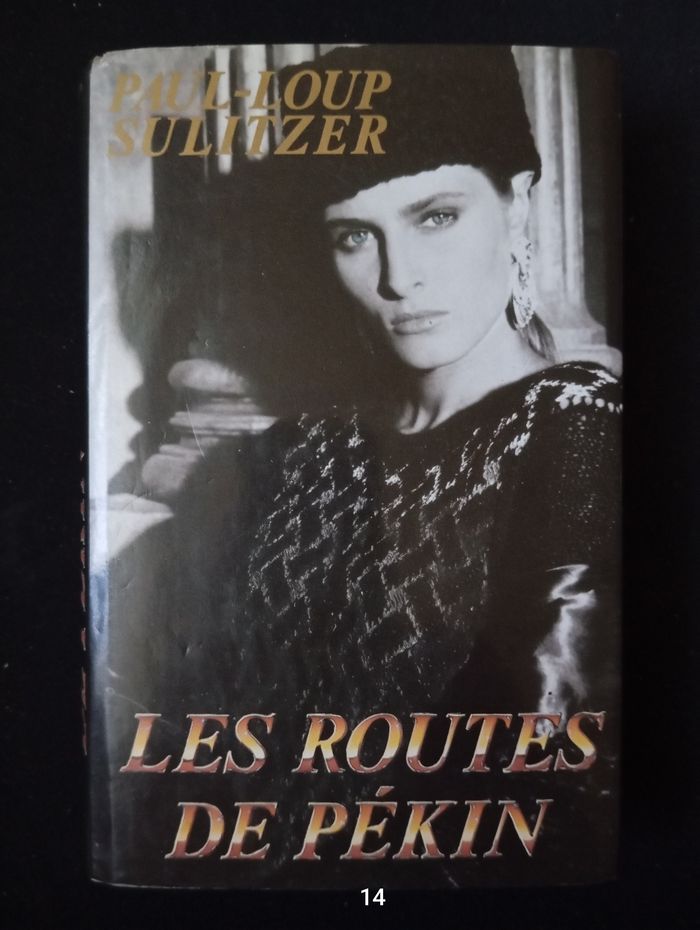 PAUL-LOUP
SULITZER
LES ROUTES
DE PÉKIN
14